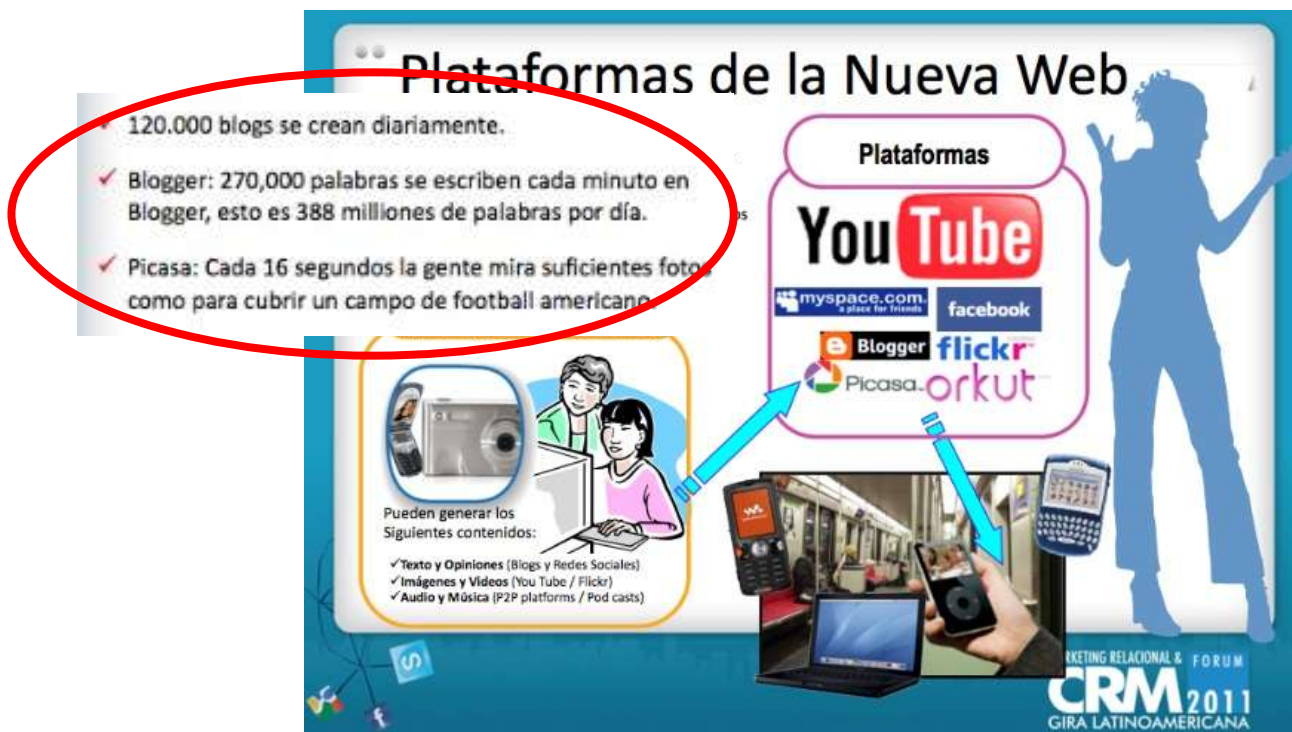 Plataformas de la Nueva Web
120.000 blogs se crean diariamente.
Blogger: 270,000 palabras se escriben cada minuto en
Blogger, esto es 388 milliones de palabras por día.
Picasa: Cada 16 segundos la gente mira suficientes fotos
como para cubrir un campo de football americano.
os
Plataformas
YouTube
myspace.com
a place for friends
facebook
Blogger
flickr
Picasa
orkut
Pueden generar los
Siguientes contenidos:
✓Texto y Opiniones (Blogs y Redes Sociales)
✓Imágenes y Videos (You Tube / Flickr)
✓Audio y Música (P2P platforms / Pod casts)
RKETING RELACIONAL & FORUM
CRM 2011
GIRA LATINOAMERICANA